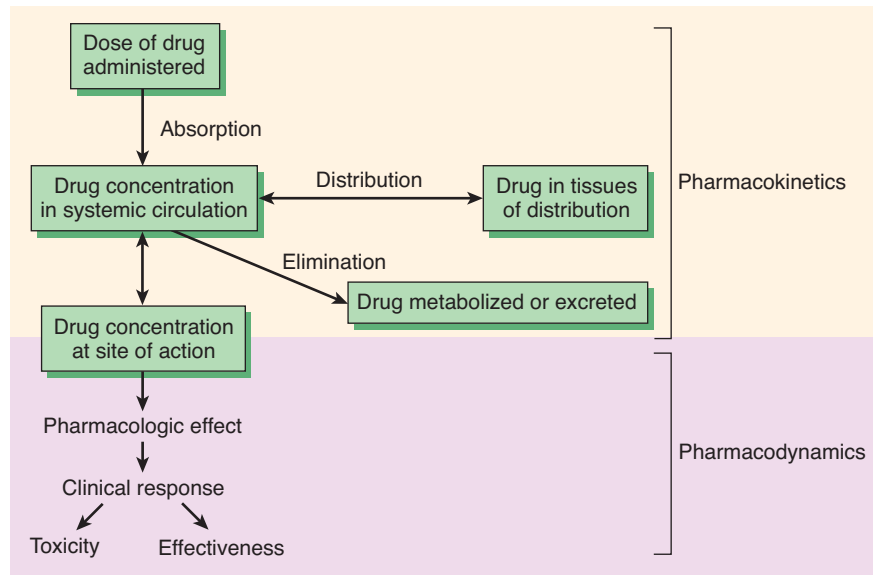 Dose of drug
administered
Absorption
Drug concentration
in systemic circulation
Distribution
Drug in tissues
of distribution
Pharmacokinetics
Elimination
Drug metabolized or excreted
Drug concentration
at site of action
Pharmacologic effect
Pharmacodynamics
Clinical response
Toxicity
Effectiveness